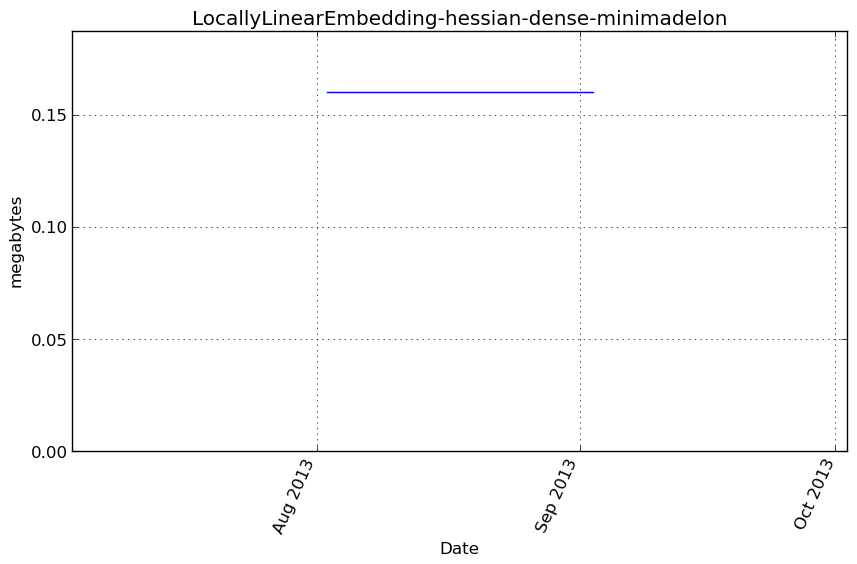 LocallyLinearEmbedding-hessian-dense-minimadelon
0.15
0.10
0.05
0.00
megabytes
Aug 2013
Sep 2013
Oct 2013
Date